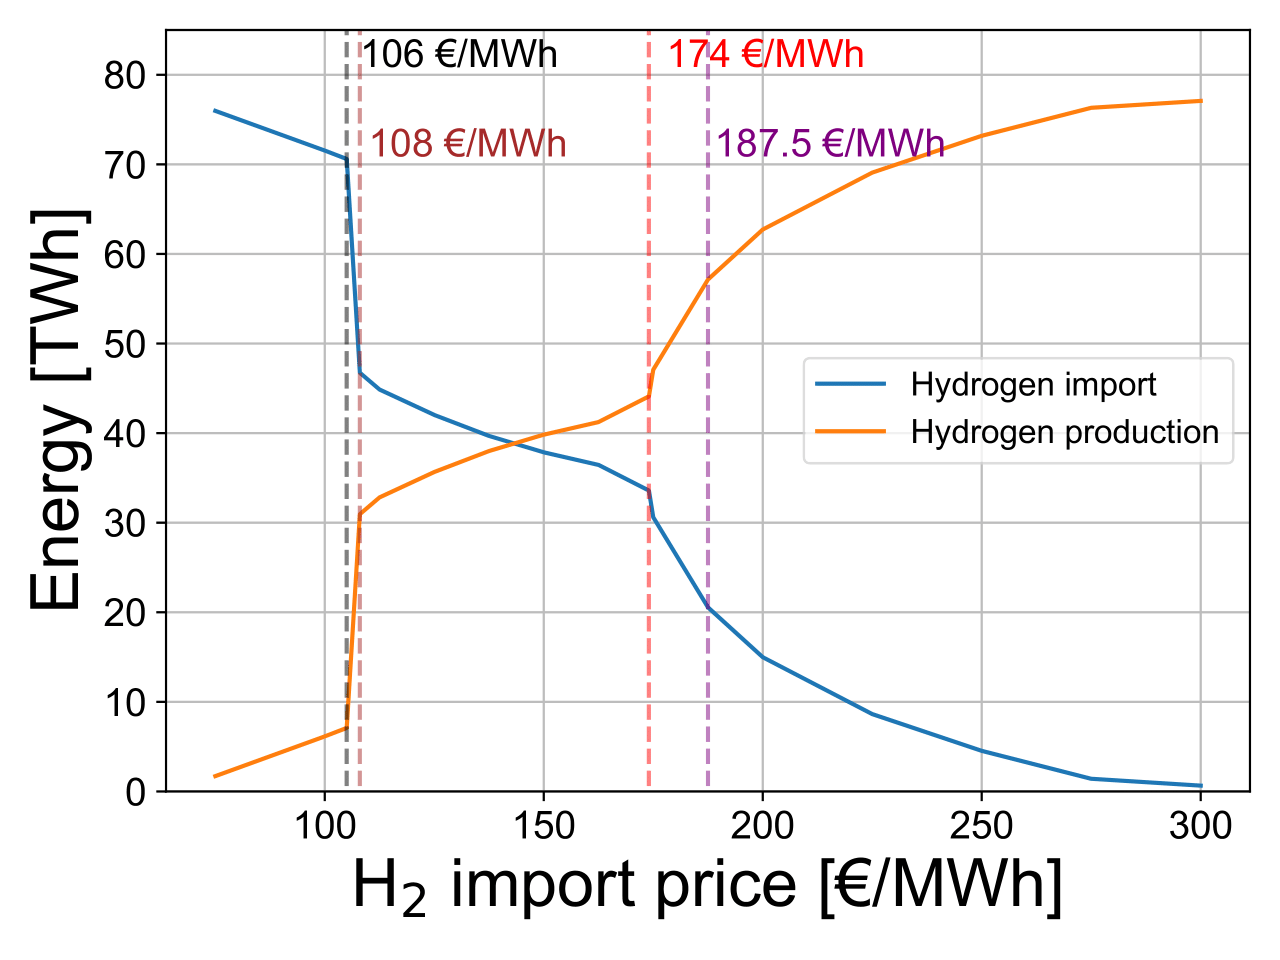 106 €/MWh
174 €/MWh
108 €/MWh
187.5 €/MWh
Energy [TWh]
80
70
60
50
40
30
20
10
0
Hydrogen import
Hydrogen production
100
150
200
250
300
H₂ import price [€/MWh]